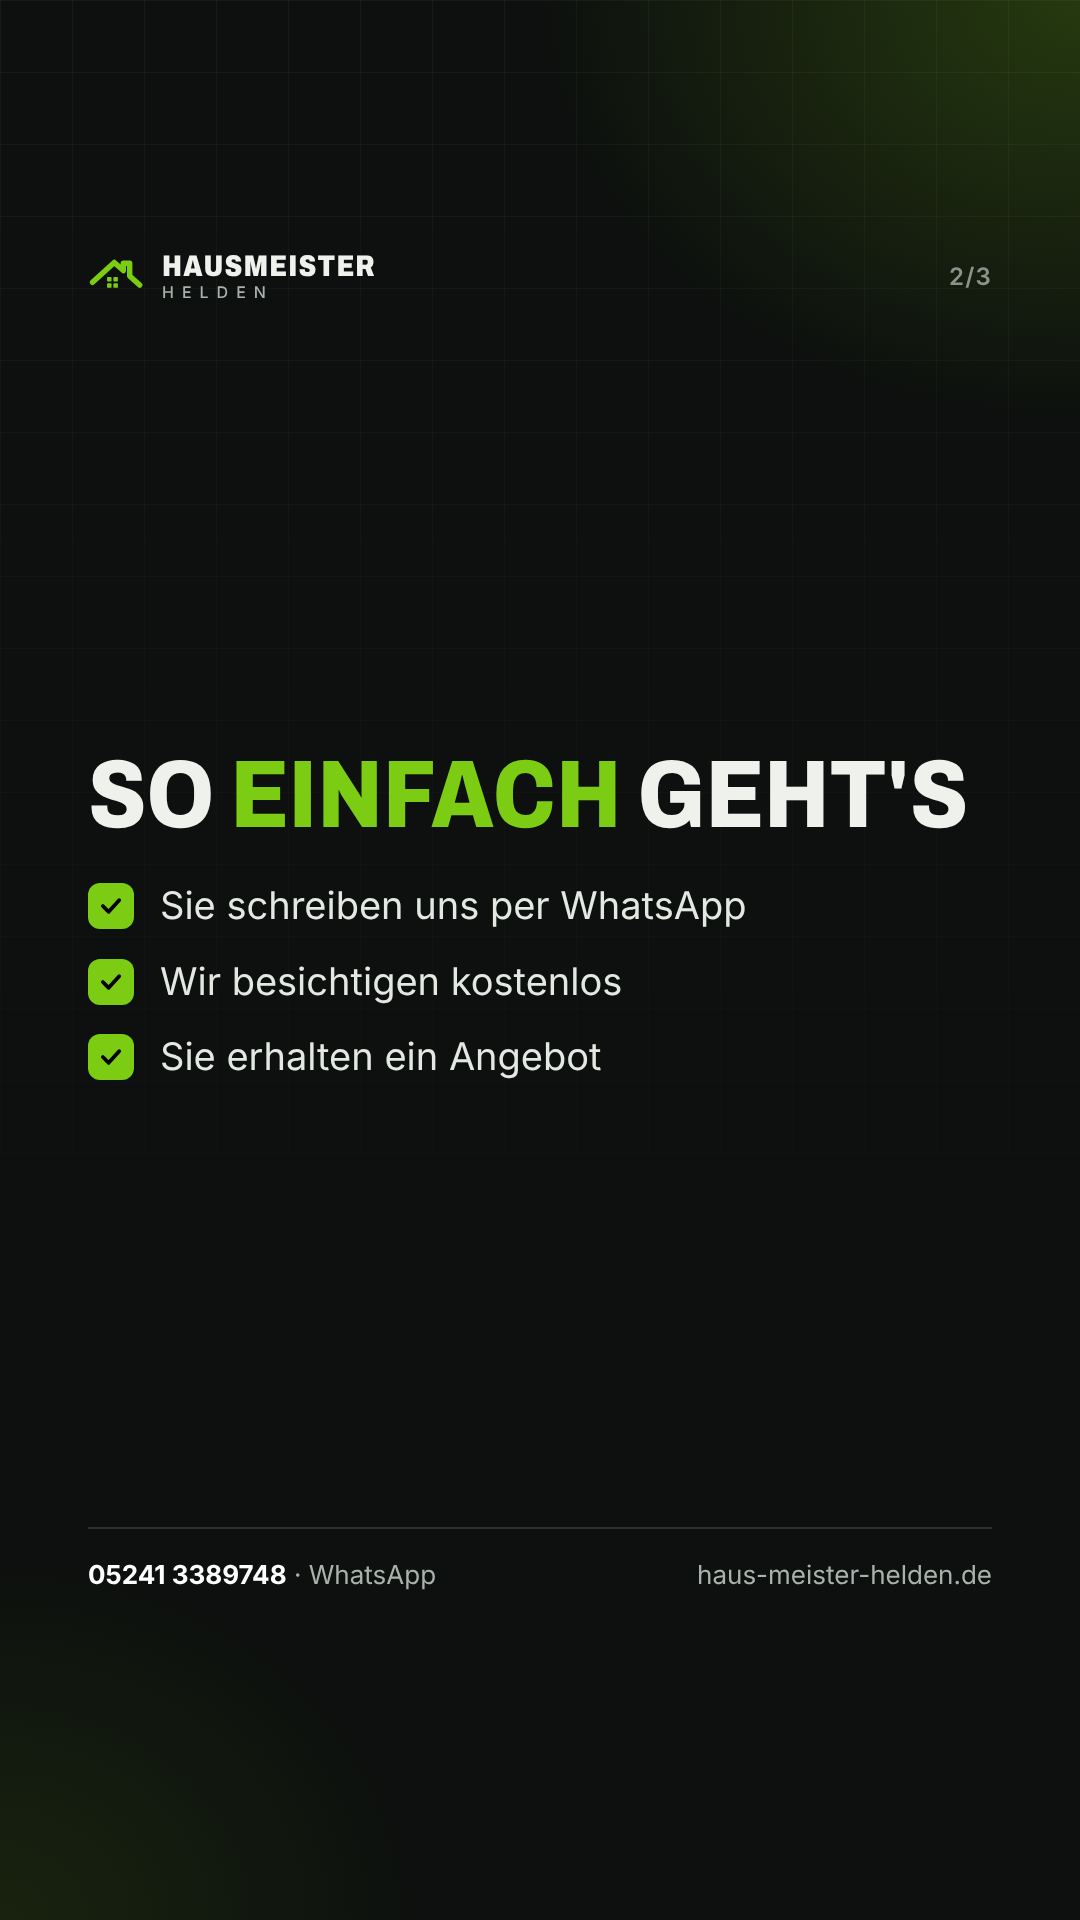 HAUSMEISTER
HELDEN
2/3
SO EINFACH GEHT'S
Sie schreiben uns per WhatsApp
Wir besichtigen kostenlos
Sie erhalten ein Angebot
05241 3389748 · WhatsApp
haus-meister-helden.de